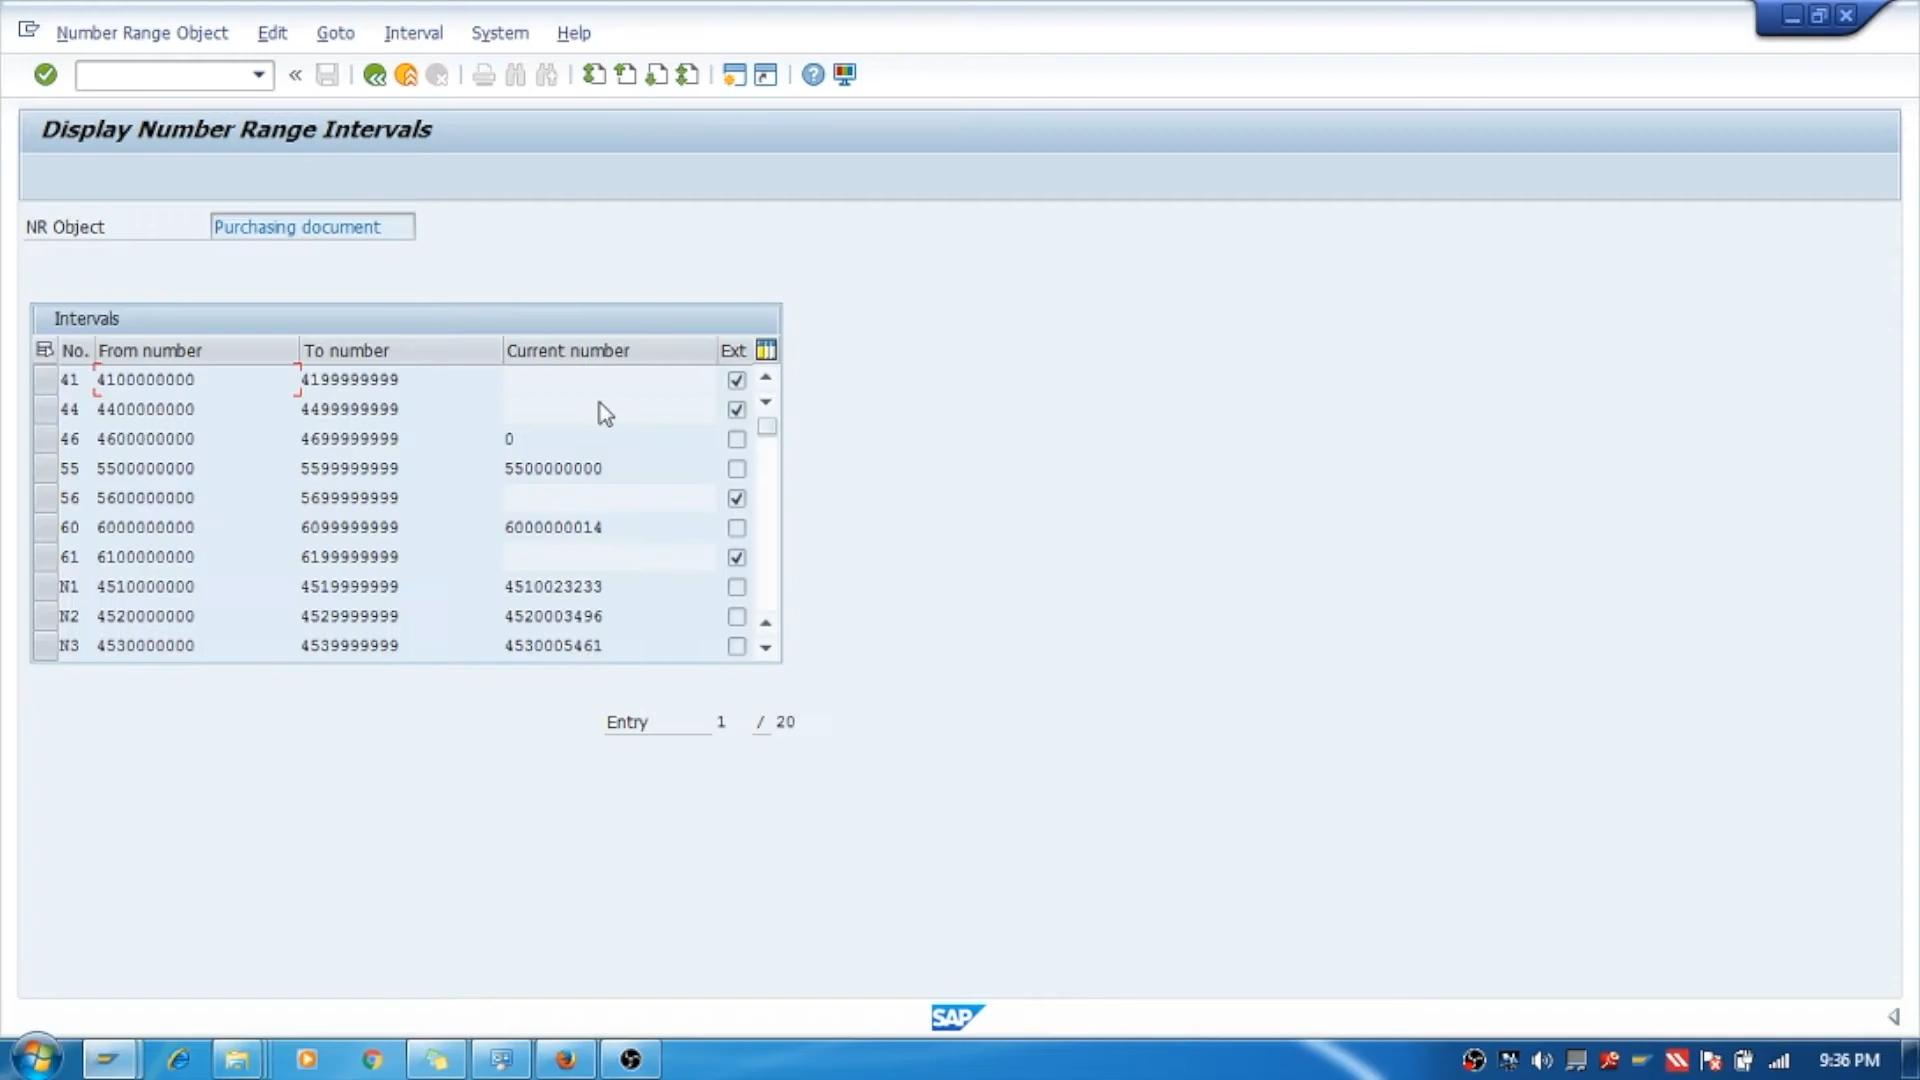 Number Range Object Edit Goto Interval System Help
Display Number Range Intervals
NR Object Purchasing document
Intervals
No. From number To number Current number Ext
41 4100000000 4199999999
44 4400000000 4499999999
46 4600000000 4699999999 0
55 5500000000 5599999999 5500000000
56 5600000000 5699999999
60 6000000000 6099999999 6000000014
61 6100000000 6199999999
N1 4510000000 4519999999 4510023233
N2 4520000000 4529999999 4520003496
N3 4530000000 4539999999 4530005461
Entry 1 / 20
SAP
9:36 PM